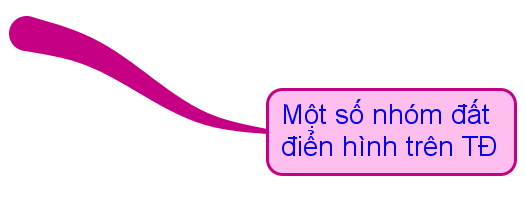 Một số nhóm đất
điển hình trên TĐ